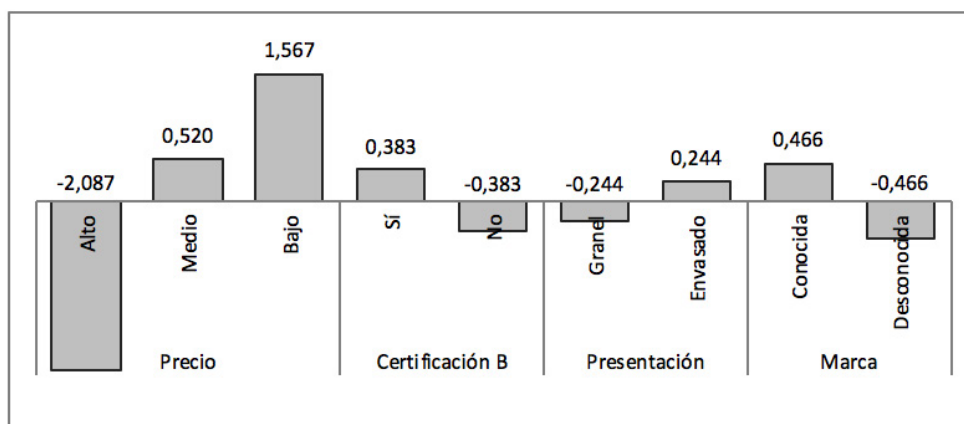 1,567
0,520
0,383
0,466
0,244
-2,087
-0,383
-0,244
-0,466
Alto
Medio
Bajo
Sí
No
Granel
Envasado
Conocida
Desconocida
Precio
Certificación B
Presentación
Marca